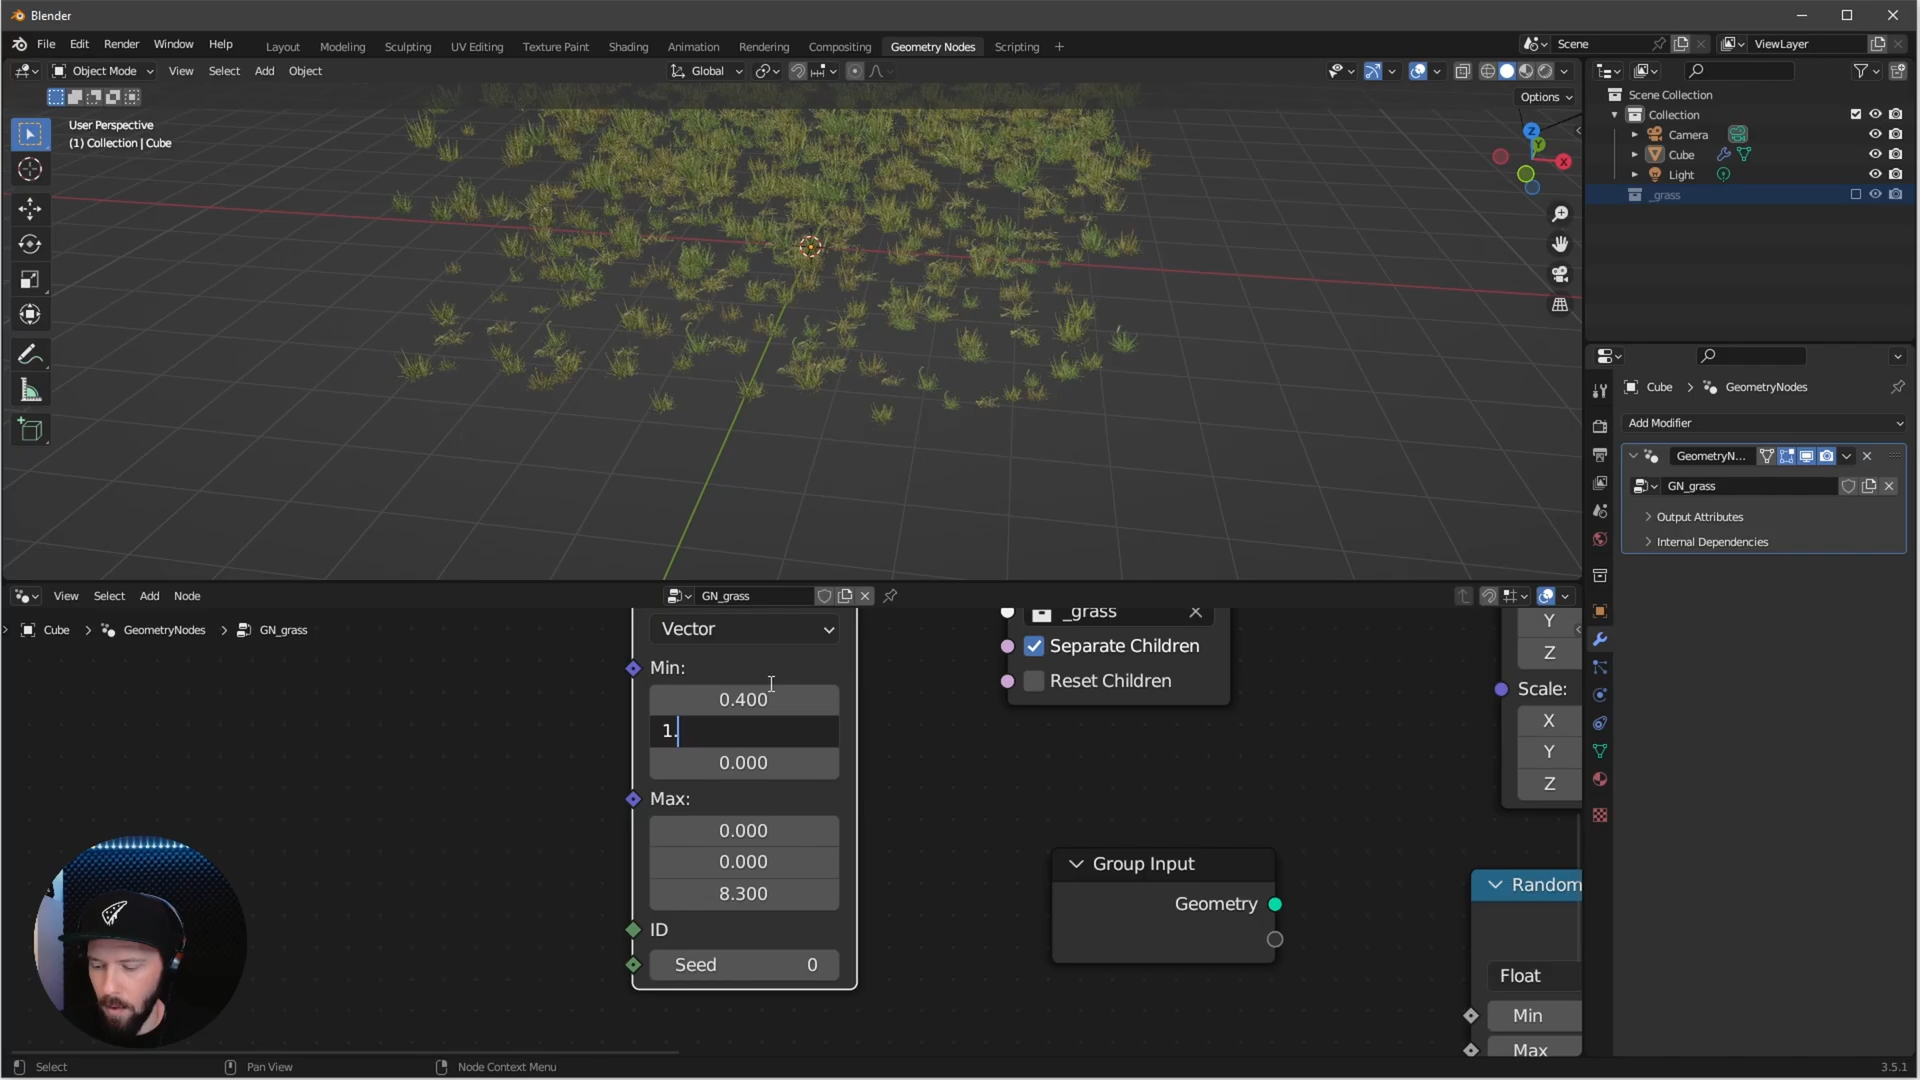 Blender
File Edit Render Window Help Layout Modeling Sculpting UV Editing Texture Paint Shading Animation Rendering Compositing Geometry Nodes Scripting + Scene ViewLayer
Object Mode View Select Add Object Global
Options
User Perspective
(1) Collection | Cube
Z
Y
X
Scene Collection
Collection
Camera
Cube
Light
_grass
Cube > GeometryNodes
Add Modifier
GeometryN...
GN_grass
Output Attributes
Internal Dependencies
View Select Add Node GN_grass
Cube > GeometryNodes > GN_grass
Vector
Min:
0.400
1.
0.000
Max:
0.000
0.000
8.300
ID
Seed 0
_grass
Separate Children
Reset Children
Group Input
Geometry
Y
Z
Scale:
X
Y
Z
Random
Float
Min
Max
Select Pan View Node Context Menu 3.5.1